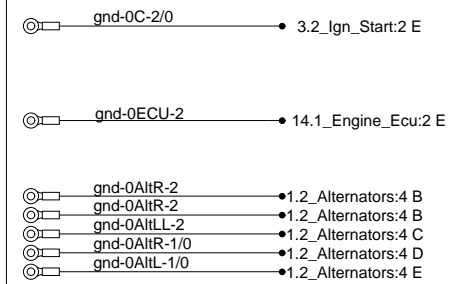 gnd-0C-2/0 3.2_Ign_Start:2 E
gnd-0ECU-2 14.1_Engine_Ecu:2 E
gnd-0AltR-2 1.2_Alternators:4 B
gnd-0AltR-2 1.2_Alternators:4 B
gnd-0AltLL-2 1.2_Alternators:4 C
gnd-0AltR-1/0 1.2_Alternators:4 D
gnd-0AltL-1/0 1.2_Alternators:4 E